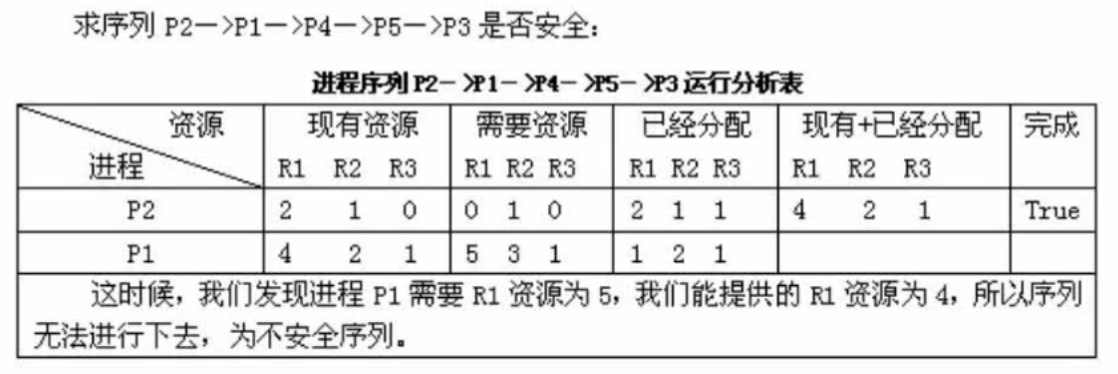 求序列 P2—>P1—>P4—>P5—>P3 是否安全：
进程序列 P2—>P1—>P4—>P5—>P3 运行分析表
资源 现有资源 需要资源 已经分配 现有+已经分配 完成
进程 R1 R2 R3 R1 R2 R3 R1 R2 R3 R1 R2 R3
P2 2 1 0 0 1 0 2 1 1 4 2 1 True
P1 4 2 1 5 3 1 1 2 1
这时候，我们发现进程 P1 需要 R1 资源为 5，我们能提供的 R1 资源为 4，所以序列
无法进行下去，为不安全序列。